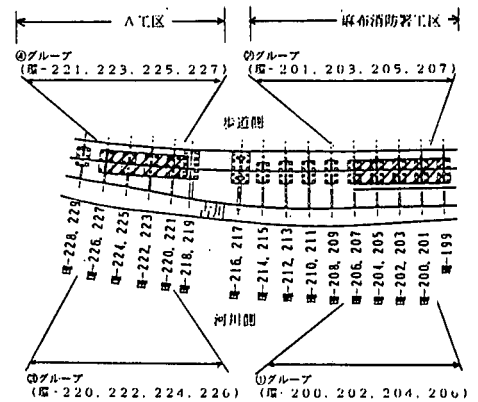 A工区
麻布消防署工区
④グループ
(環-221, 223, 225, 227)
②グループ
(環-201, 203, 205, 207)
歩道側
古川
環-228, 229
環-226, 227
環-224, 225
環-222, 223
環-220, 221
環-218, 219
環-216, 217
環-214, 215
環-212, 213
環-210, 211
環-208, 209
環-206, 207
環-204, 205
環-202, 203
環-200, 201
環-199
河川側
③グループ
(環-220, 222, 224, 226)
①グループ
(環-200, 202, 204, 206)